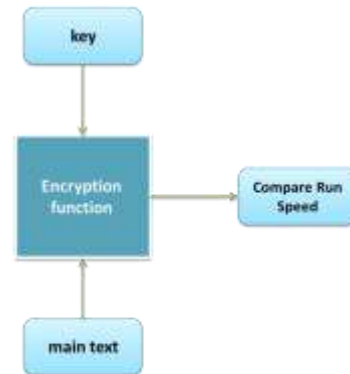 key
Encryption
function
Compare Run
Speed
main text